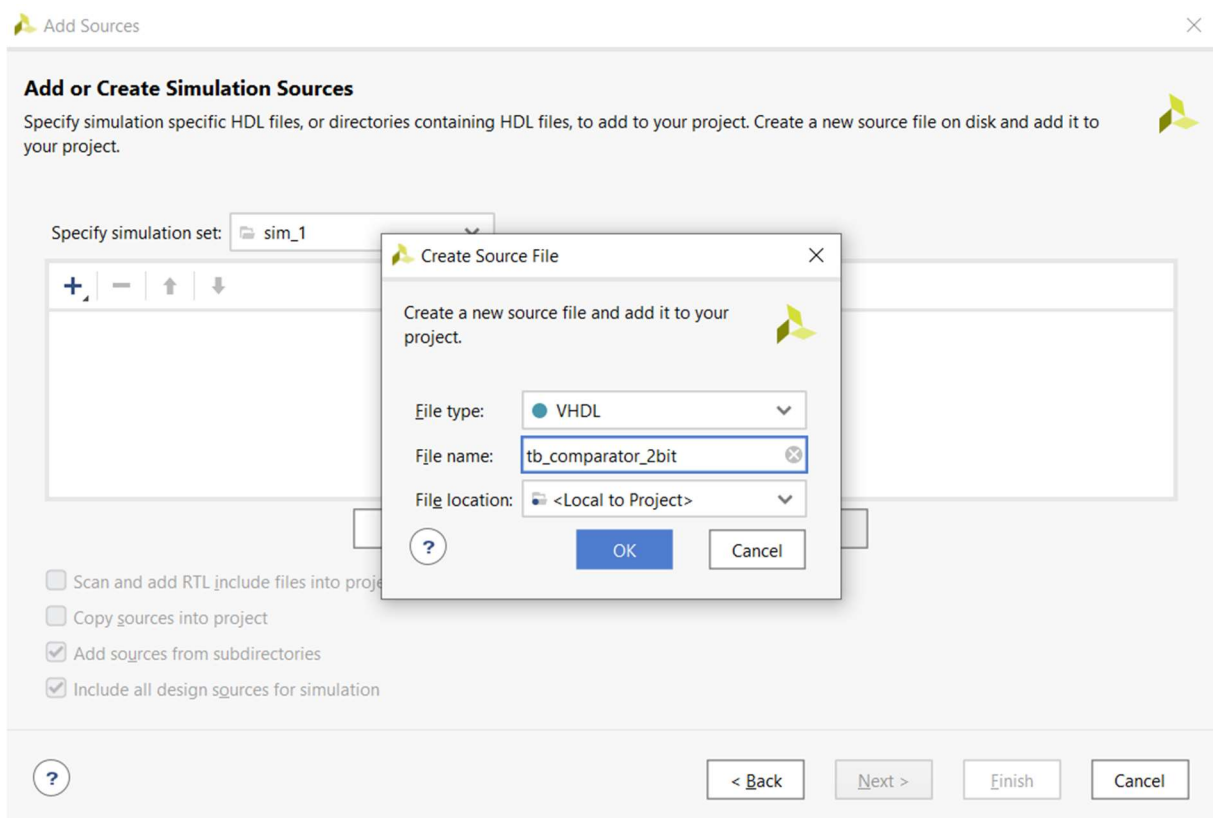 Add Sources
Add or Create Simulation Sources
Specify simulation specific HDL files, or directories containing HDL files, to add to your project. Create a new source file on disk and add it to
your project.
Specify simulation set: sim_1
Create Source File
Create a new source file and add it to your
project.
File type: VHDL
File name: tb_comparator_2bit
File location: <Local to Project>
? OK Cancel
Scan and add RTL include files into proje
Copy sources into project
Add sources from subdirectories
Include all design sources for simulation
? < Back Next > Finish Cancel